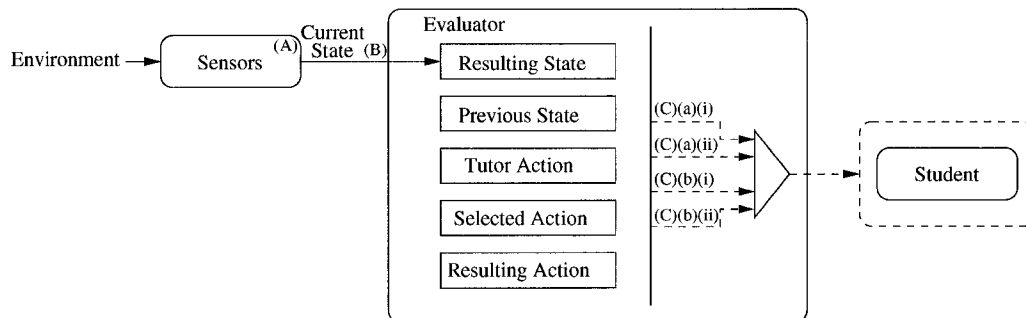 Evaluator
Environment
Sensors
(A)
Current
State (B)
Resulting State
Previous State
Tutor Action
Selected Action
Resulting Action
(C)(a)(i)
(C)(a)(ii)
(C)(b)(i)
(C)(b)(ii)
Student